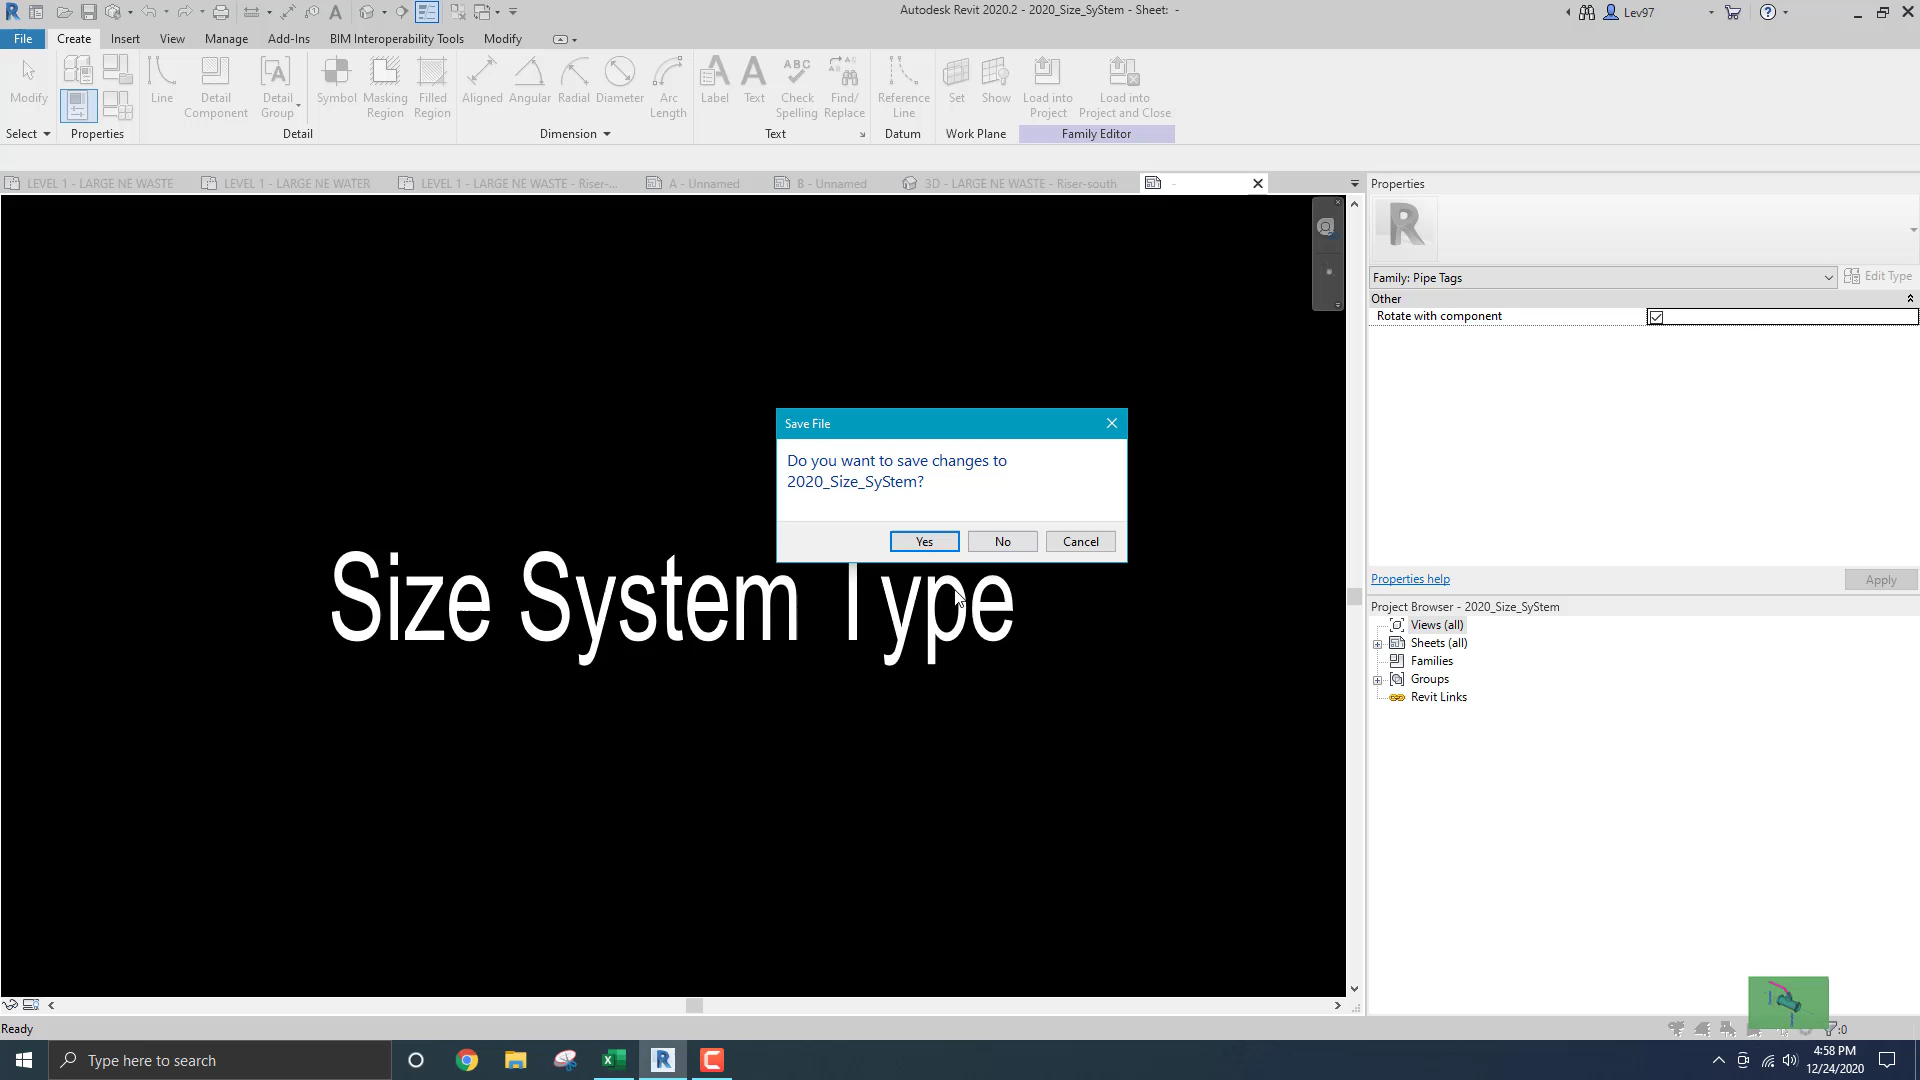 Autodesk Revit 2020.2 - 2020_Size_SyStem - Sheet: -
Lev97
File Create Insert View Manage Add-Ins BIM Interoperability Tools Modify
Modify
Line
Detail Component
Detail Group
Symbol
Masking Region
Filled Region
Aligned
Angular
Radial
Diameter
Arc Length
Label
Text
ABC
Check Spelling
Find/ Replace
Reference Line
Set
Show
Load into Project
Load into Project and Close
Select Properties Detail Dimension Text Datum Work Plane Family Editor
LEVEL 1 - LARGE NE WASTE
LEVEL 1 - LARGE NE WATER
LEVEL 1 - LARGE NE WASTE - Riser-...
A - Unnamed
B - Unnamed
3D - LARGE NE WASTE - Riser-south
-
Properties
Family: Pipe Tags
Edit Type
Other
Rotate with component
Save File
Do you want to save changes to
2020_Size_SyStem?
Yes No Cancel
Size System Type
Properties help
Apply
Project Browser - 2020_Size_SyStem
Views (all)
Sheets (all)
Families
Groups
Revit Links
Ready
:0
Type here to search
4:58 PM
12/24/2020